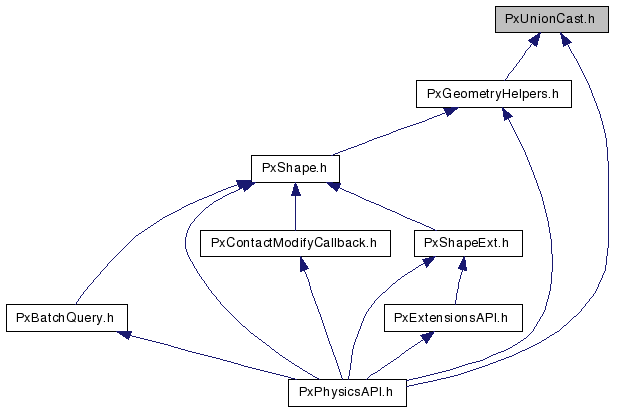 PxUnionCast.h
PxGeometryHelpers.h
PxShape.h
PxContactModifyCallback.h
PxShapeExt.h
PxBatchQuery.h
PxExtensionsAPI.h
PxPhysicsAPI.h